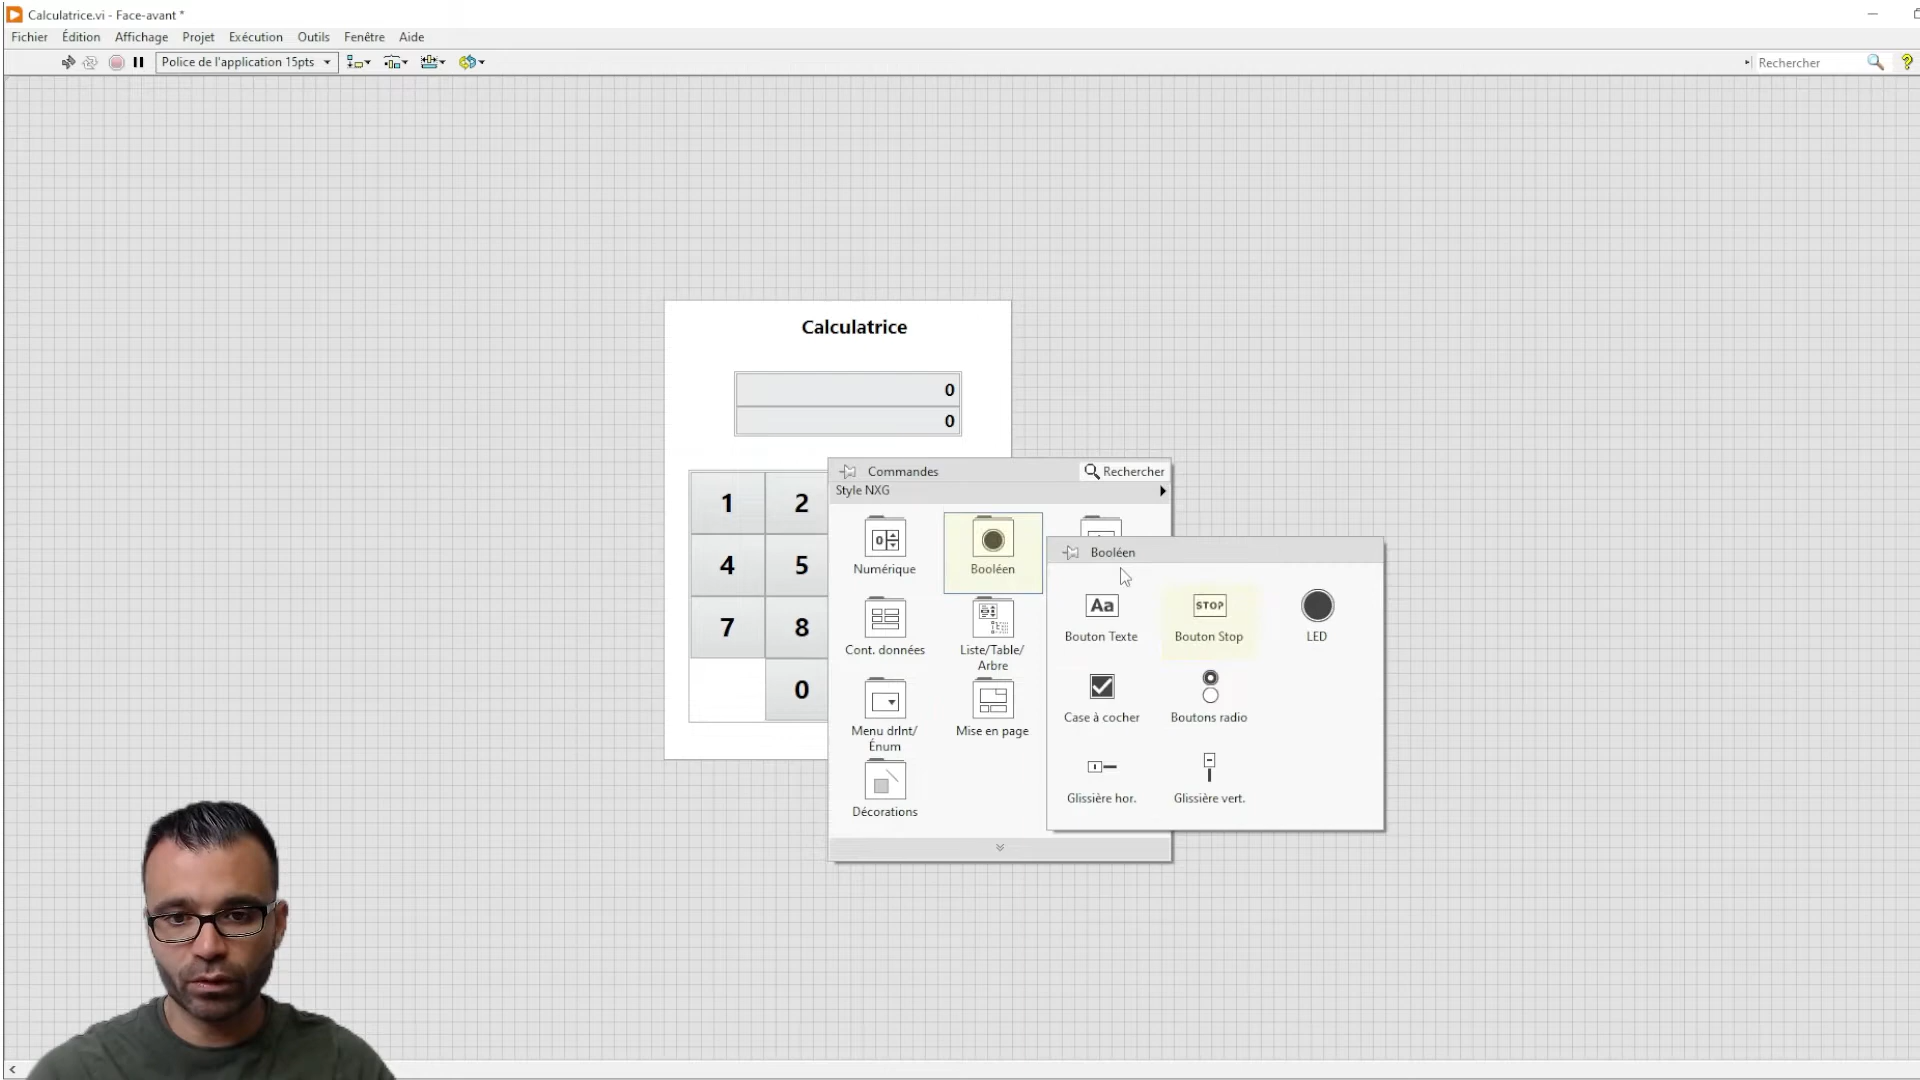 Calculatrice.vi - Face-avant *
Fichier Édition Affichage Projet Exécution Outils Fenêtre Aide
Police de l'application 15pts
Rechercher
?
Calculatrice
0
0
1 2
4 5
7 8
0
Commandes
Rechercher
Style NXG
Numérique
Booléen
Cont. données
Liste/Table/
Arbre
Menu drInt/
Énum
Mise en page
Décorations
Booléen
Aa
Bouton Texte
STOP
Bouton Stop
LED
Case à cocher
Boutons radio
Glissière hor.
Glissière vert.